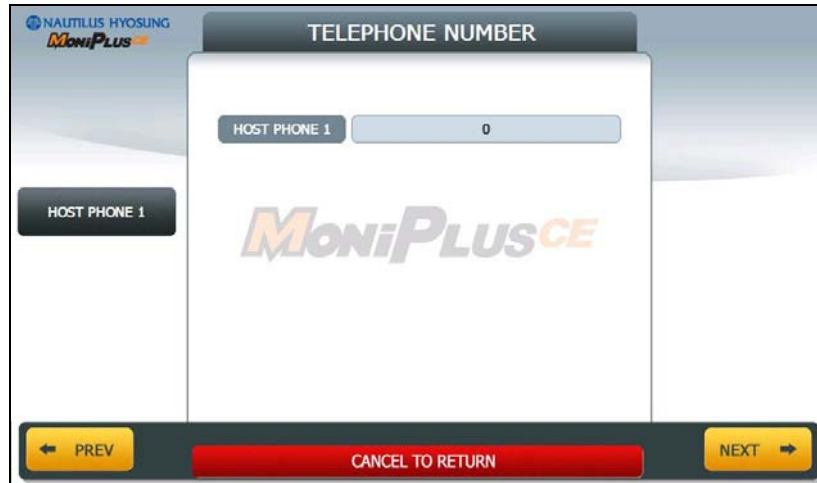 NAUTILUS HYOSUNG
MoniPlusCE
TELEPHONE NUMBER
HOST PHONE 1
0
HOST PHONE 1
MoniPlusCE
PREV
CANCEL TO RETURN
NEXT